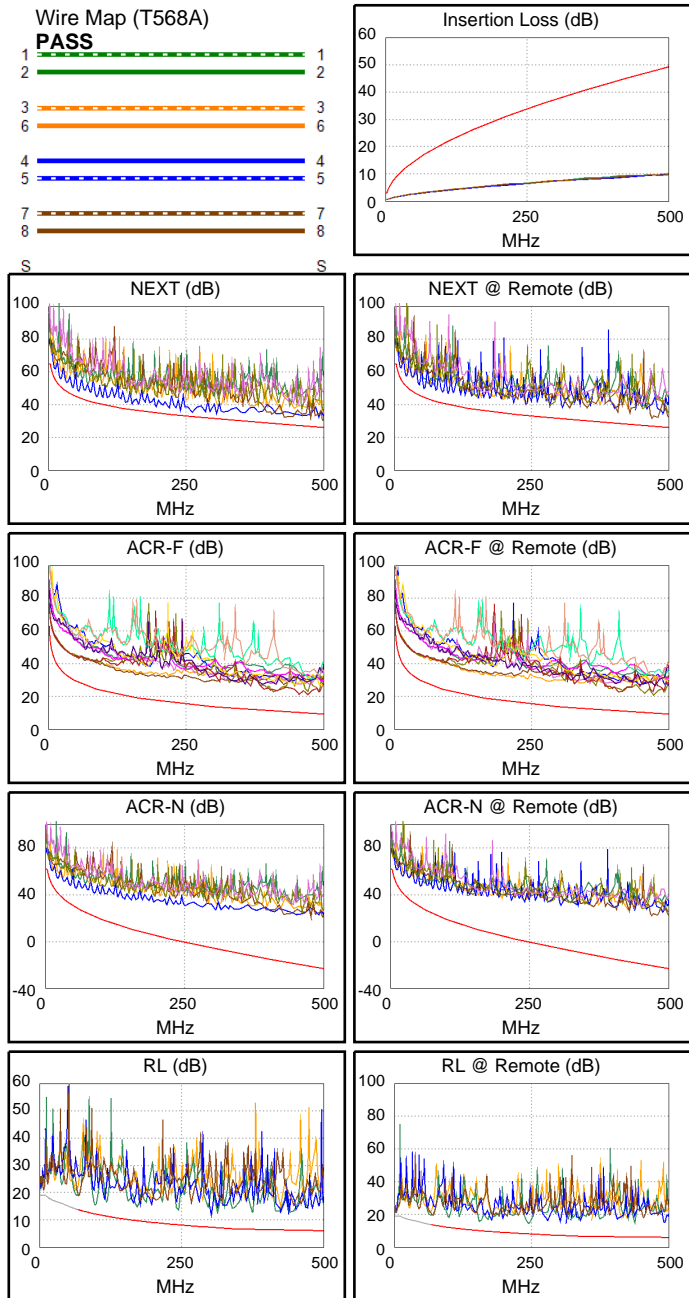 Wire Map (T568A)
PASS
1 1
2 2
3 3
6 6
4 4
5 5
7 7
8 8
S S
Insertion Loss (dB)
60
50
40
30
20
10
0
0 250 500
MHz
NEXT (dB)
100
80
60
40
20
0
0 250 500
MHz
NEXT @ Remote (dB)
100
80
60
40
20
0
0 250 500
MHz
ACR-F (dB)
100
80
60
40
20
0
0 250 500
MHz
ACR-F @ Remote (dB)
100
80
60
40
20
0
0 250 500
MHz
ACR-N (dB)
80
40
0
-40
0 250 500
MHz
ACR-N @ Remote (dB)
80
40
0
-40
0 250 500
MHz
RL (dB)
60
50
40
30
20
10
0
0 250 500
MHz
RL @ Remote (dB)
100
80
60
40
20
0
0 250 500
MHz